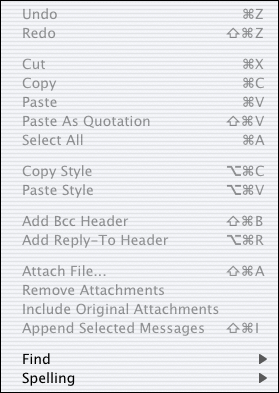 Undo ⌘Z
Redo ⇧⌘Z
Cut ⌘X
Copy ⌘C
Paste ⌘V
Paste As Quotation ⇧⌘V
Select All ⌘A
Copy Style ⌥⌘C
Paste Style ⌥⌘V
Add Bcc Header ⇧⌘B
Add Reply-To Header ⌥⌘R
Attach File... ⇧⌘A
Remove Attachments
Include Original Attachments
Append Selected Messages ⇧⌘I
Find ▶
Spelling ▶